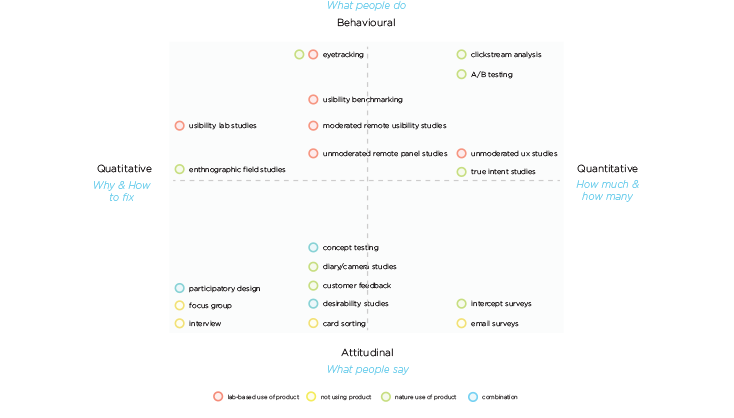 What people do
Behavioural
eyetracking
clickstream analysis
A/B testing
usibility benchmarking
usibility lab studies
moderated remote usibility studies
unmoderated remote panel studies
unmoderated ux studies
Quatitative
Why & How
to fix
enthnographic field studies
true intent studies
Quantitative
How much &
how many
concept testing
diary/camera studies
customer feedback
participatory design
desirability studies
focus group
intercept surveys
interview
card sorting
email surveys
Attitudinal
What people say
lab-based use of product
not using product
nature use of product
combination